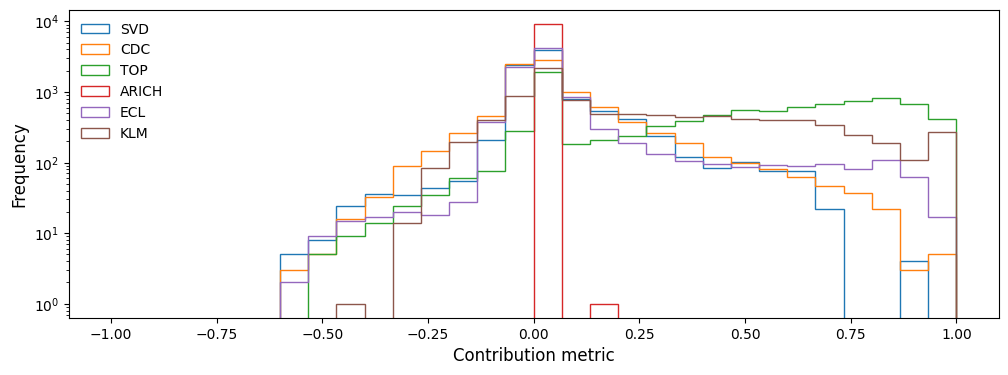 SVD
CDC
TOP
ARICH
ECL
KLM
Frequency
10⁴
10³
10²
10¹
10⁰
−1.00 −0.75 −0.50 −0.25 0.00 0.25 0.50 0.75 1.00
Contribution metric